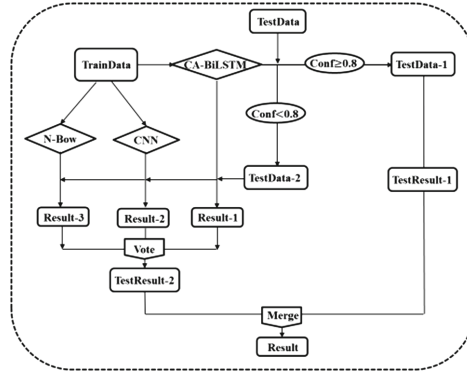 TestData
TrainData
CA-BiLSTM
Conf≥0.8
TestData-1
N-Bow
CNN
Conf<0.8
TestData-2
TestResult-1
Result-3
Result-2
Result-1
Vote
TestResult-2
Merge
Result